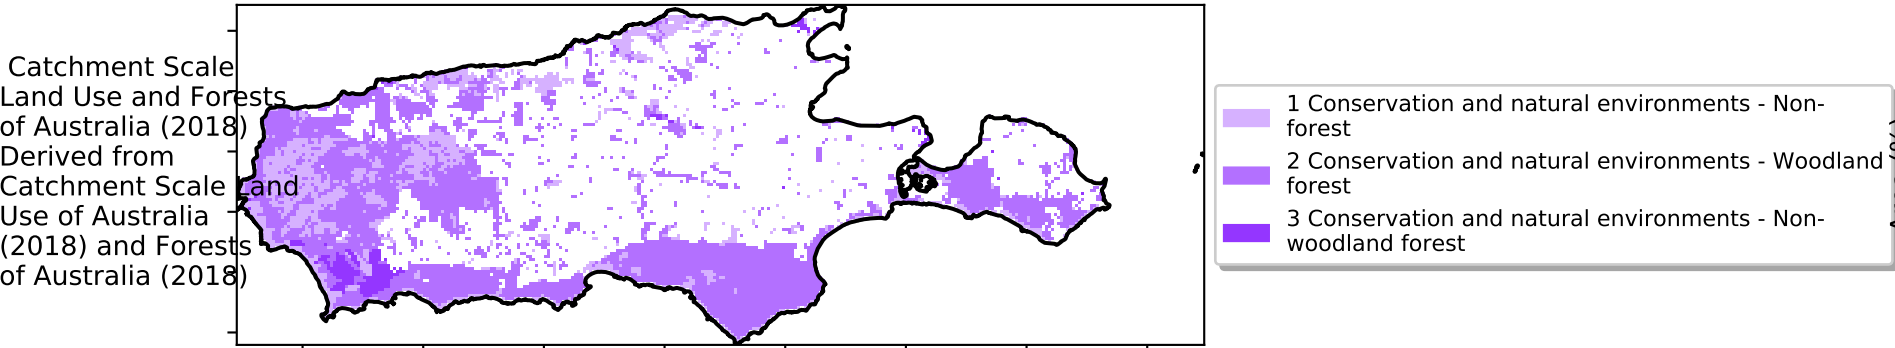 Catchment Scale
Land Use and Forests
of Australia (2018)
Derived from
Catchment Scale Land
Use of Australia
(2018) and Forests
of Australia (2018)
1 Conservation and natural environments - Non-
forest
2 Conservation and natural environments - Woodland
forest
3 Conservation and natural environments - Non-
woodland forest